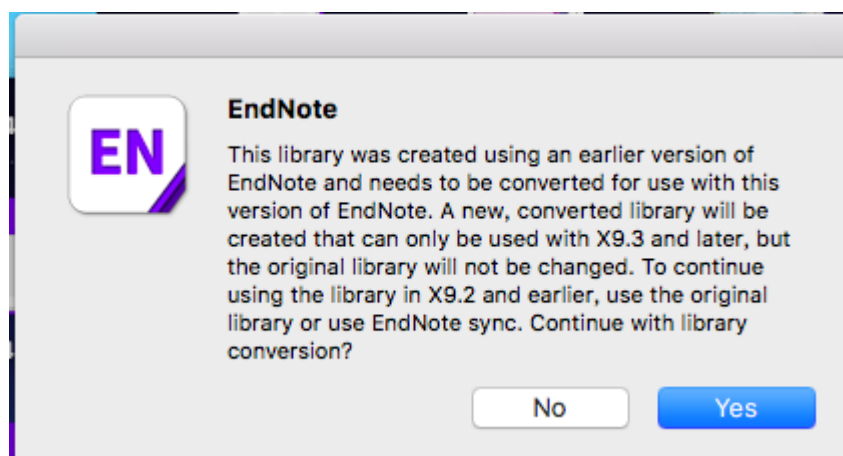 EndNote
EN
This library was created using an earlier version of
EndNote and needs to be converted for use with this
version of EndNote. A new, converted library will be
created that can only be used with X9.3 and later, but
the original library will not be changed. To continue
using the library in X9.2 and earlier, use the original
library or use EndNote sync. Continue with library
conversion?
No
Yes